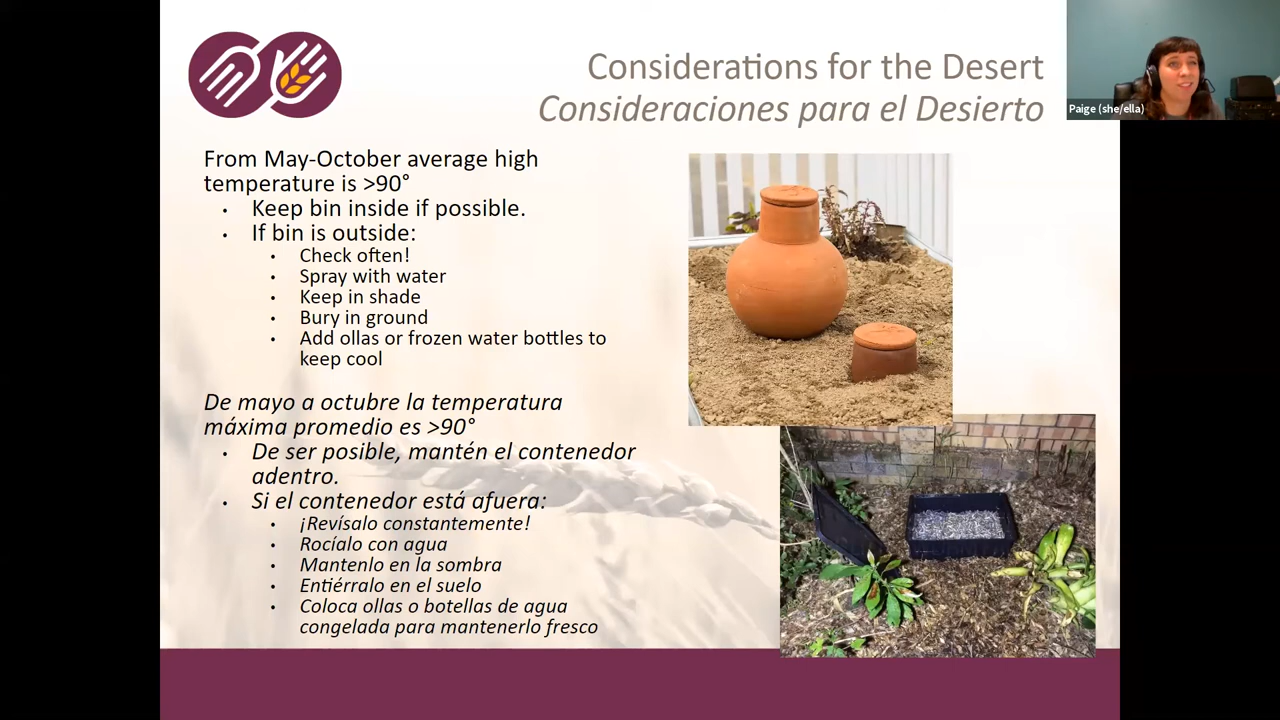 Considerations for the Desert
Consideraciones para el Desierto
Paige (she/ella)
From May-October average high
temperature is >90°
• Keep bin inside if possible.
• If bin is outside:
• Check often!
• Spray with water
• Keep in shade
• Bury in ground
• Add ollas or frozen water bottles to
keep cool
De mayo a octubre la temperatura
máxima promedio es >90°
• De ser posible, mantén el contenedor
adentro.
• Si el contenedor está afuera:
• ¡Revísalo constantemente!
• Rocíalo con agua
• Mantenlo en la sombra
• Entiérralo en el suelo
• Coloca ollas o botellas de agua
congelada para mantenerlo fresco